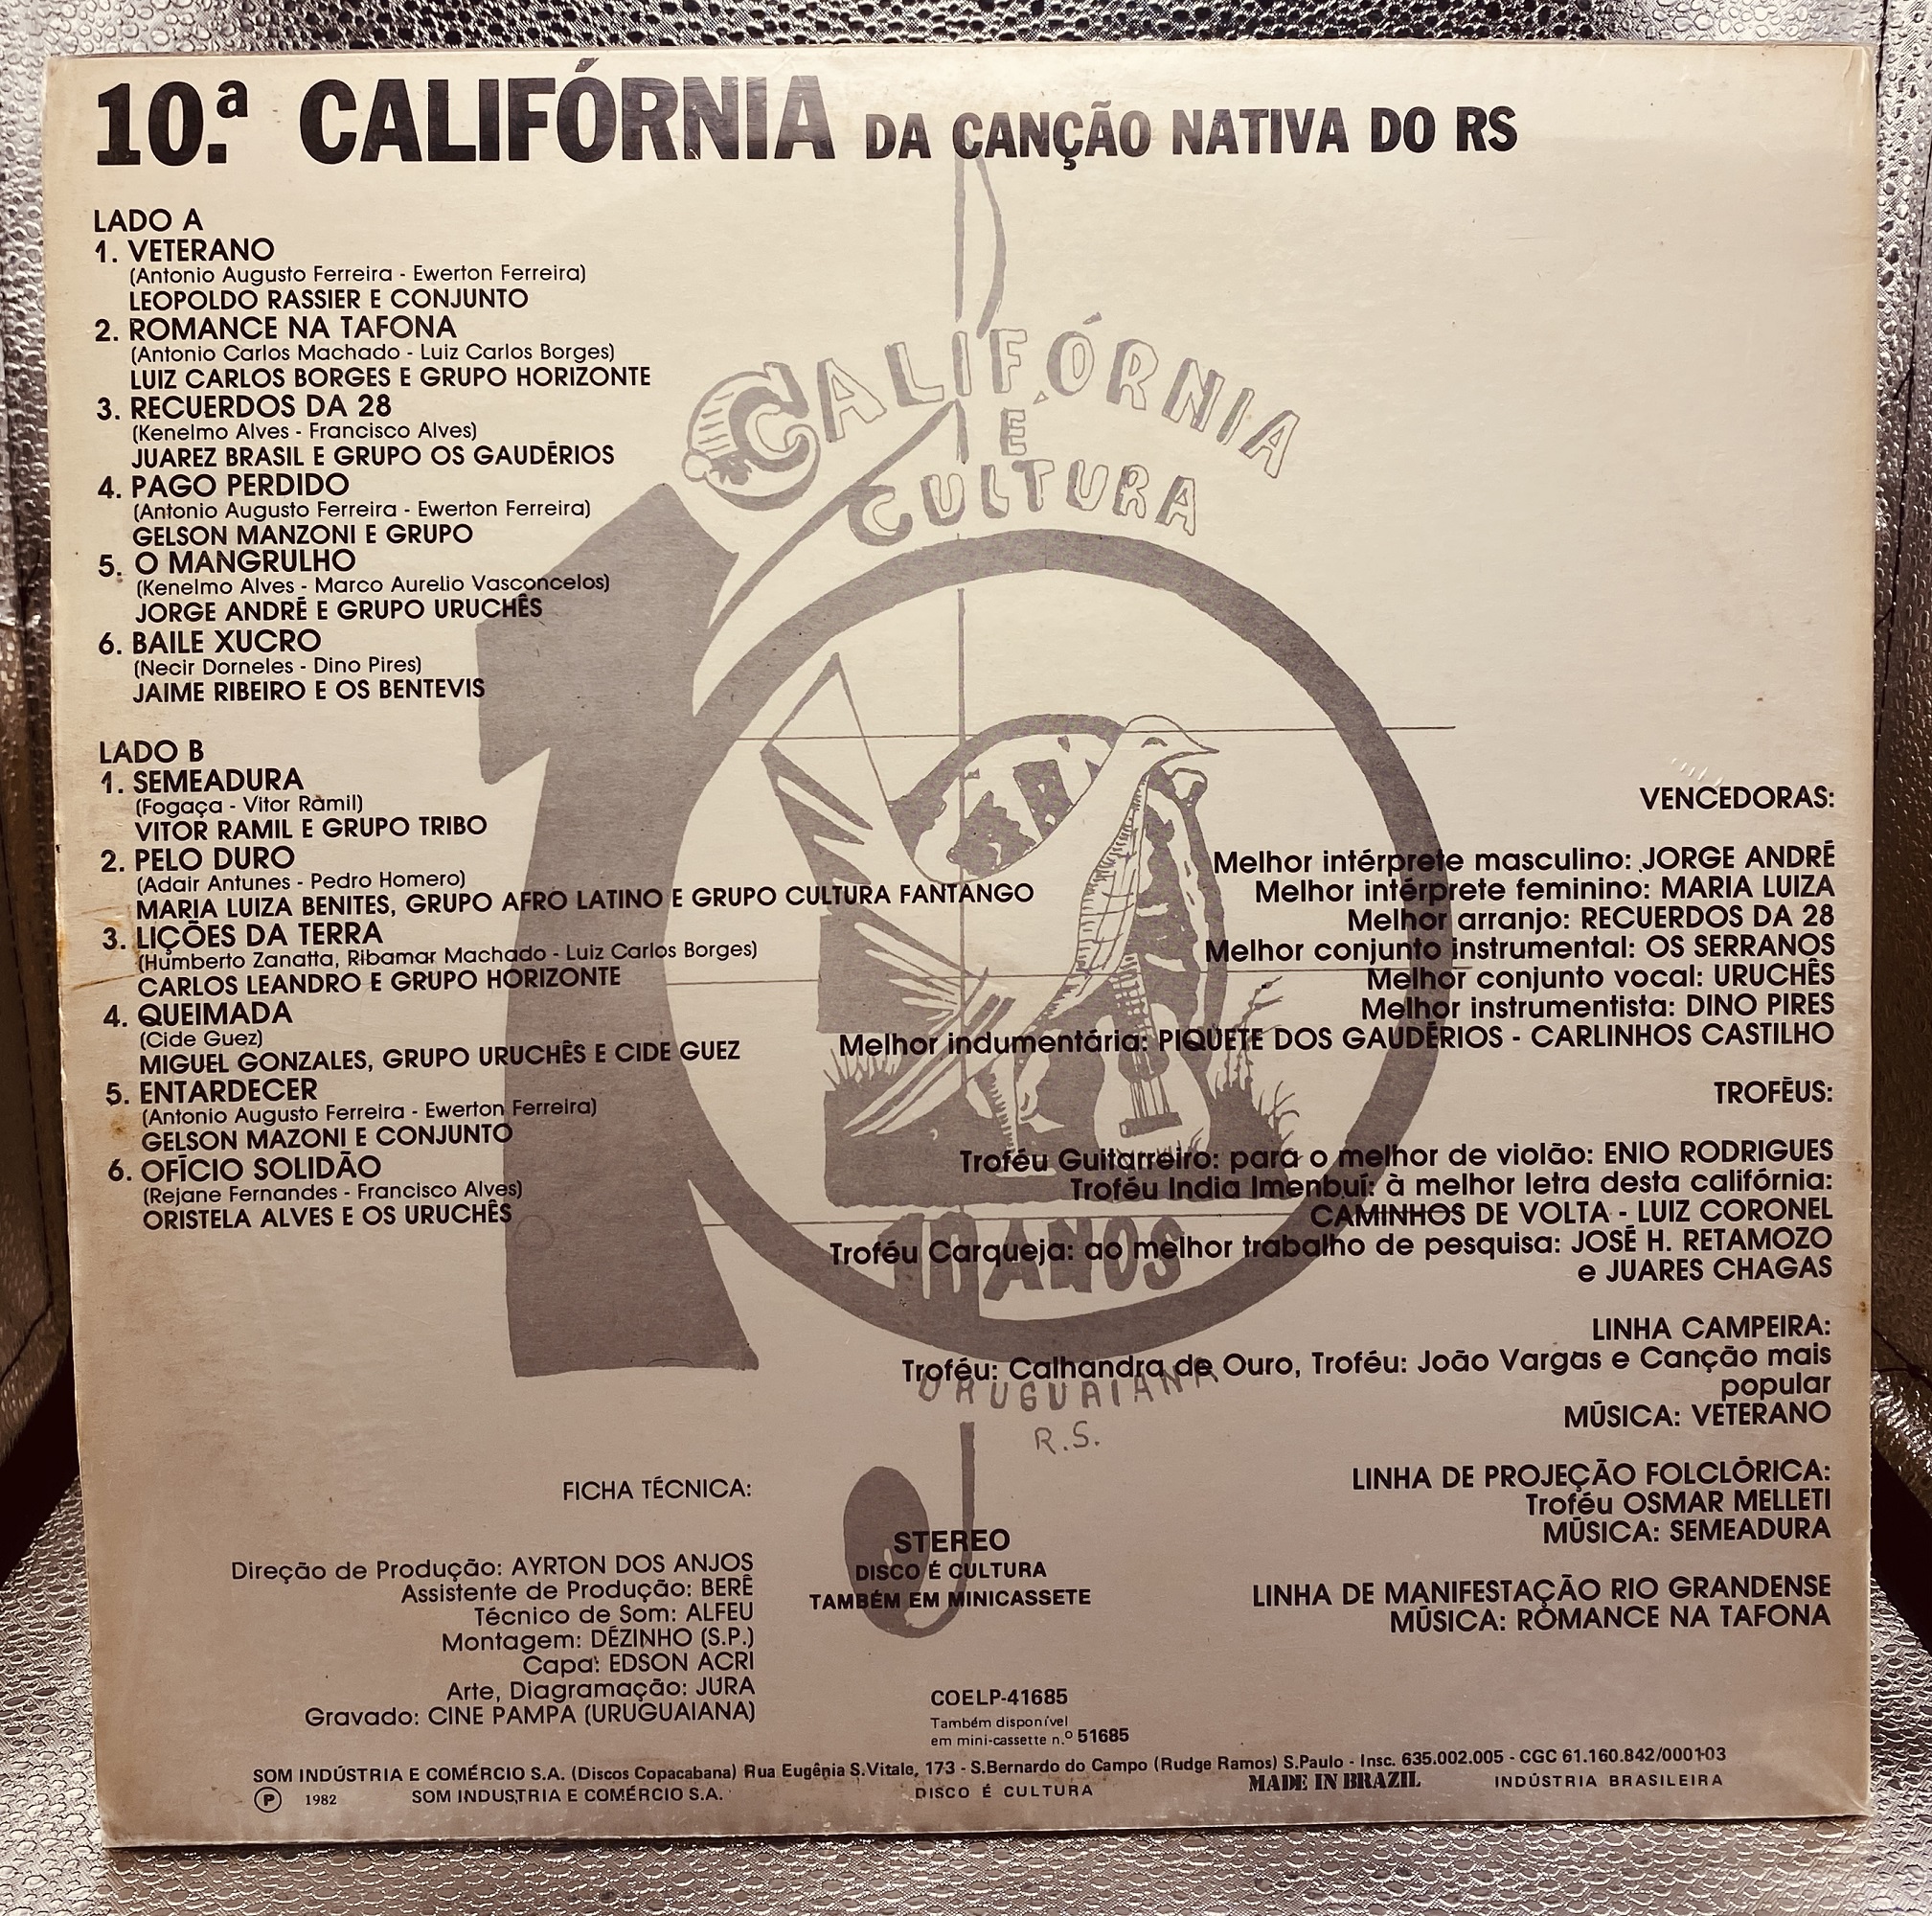 10.ª CALIFÓRNIA DA CANÇÃO NATIVA DO RS
LADO A
1. VETERANO
(Antonio Augusto Ferreira - Ewerton Ferreira)
LEOPOLDO RASSIER E CONJUNTO
2. ROMANCE NA TAFONA
(Antonio Carlos Machado - Luiz Carlos Borges)
LUIZ CARLOS BORGES E GRUPO HORIZONTE
3. RECUERDOS DA 28
(Kenelmo Alves - Francisco Alves)
JUAREZ BRASIL E GRUPO OS GAUDÉRIOS
4. PAGO PERDIDO
(Antonio Augusto Ferreira - Ewerton Ferreira)
GELSON MANZONI E GRUPO
5. O MANGRULHO
(Kenelmo Alves - Marco Aurelio Vasconcelos)
JORGE ANDRÉ E GRUPO URUCHÊS
6. BAILE XUCRO
(Necir Dorneles - Dino Pires)
JAIME RIBEIRO E OS BENTEVIS
LADO B
1. SEMEADURA
(Fogaça - Vitor Ramil)
VITOR RAMIL E GRUPO TRIBO
2. PELO DURO
(Adair Antunes - Pedro Homero)
MARIA LUIZA BENITES, GRUPO AFRO LATINO E GRUPO CULTURA FANTANGO
3. LIÇÕES DA TERRA
(Humberto Zanatta, Ribamar Machado - Luiz Carlos Borges)
CARLOS LEANDRO E GRUPO HORIZONTE
4. QUEIMADA
(Cide Guez)
MIGUEL GONZALES, GRUPO URUCHÊS E CIDE GUEZ
5. ENTARDECER
(Antonio Augusto Ferreira - Ewerton Ferreira)
GELSON MAZONI E CONJUNTO
6. OFÍCIO SOLIDÃO
(Rejane Fernandes - Francisco Alves)
ORISTELA ALVES E OS URUCHÊS
CALIFÓRNIA
É
CULTURA
10 ANOS
URUGUAIANA
R.S.
VENCEDORAS:
Melhor intérprete masculino: JORGE ANDRÉ
Melhor intérprete feminino: MARIA LUIZA
Melhor arranjo: RECUERDOS DA 28
Melhor conjunto instrumental: OS SERRANOS
Melhor conjunto vocal: URUCHÊS
Melhor instrumentista: DINO PIRES
Melhor indumentária: PIQUETE DOS GAUDÉRIOS - CARLINHOS CASTILHO
TROFÉUS:
Troféu Guitarreiro: para o melhor de violão: ENIO RODRIGUES
Troféu India Imenbuí: à melhor letra desta califórnia:
CAMINHOS DE VOLTA - LUIZ CORONEL
Troféu Carqueja: ao melhor trabalho de pesquisa: JOSÉ H. RETAMOZO
e JUARES CHAGAS
LINHA CAMPEIRA:
Troféu: Calhandra de Ouro, Troféu: João Vargas e Canção mais
popular
MÚSICA: VETERANO
LINHA DE PROJEÇÃO FOLCLÓRICA:
Troféu OSMAR MELLETI
MÚSICA: SEMEADURA
LINHA DE MANIFESTAÇÃO RIO GRANDENSE
MÚSICA: ROMANCE NA TAFONA
FICHA TÉCNICA:
Direção de Produção: AYRTON DOS ANJOS
Assistente de Produção: BERÊ
Técnico de Som: ALFEU
Montagem: DÉZINHO (S.P.)
Capa: EDSON ACRI
Arte, Diagramação: JURA
Gravado: CINE PAMPA (URUGUAIANA)
STEREO
DISCO É CULTURA
TAMBÉM EM MINICASSETE
COELP-41685
Também disponível
em mini-cassette n.º 51685
SOM INDÚSTRIA E COMÉRCIO S.A. (Discos Copacabana) Rua Eugênia S.Vitale, 173 - S.Bernardo do Campo (Rudge Ramos) S.Paulo - Insc. 635.002.005 - CGC 61.160.842/0001-03
℗ 1982 SOM INDUSTRIA E COMÉRCIO S.A. DISCO É CULTURA MADE IN BRAZIL INDÚSTRIA BRASILEIRA